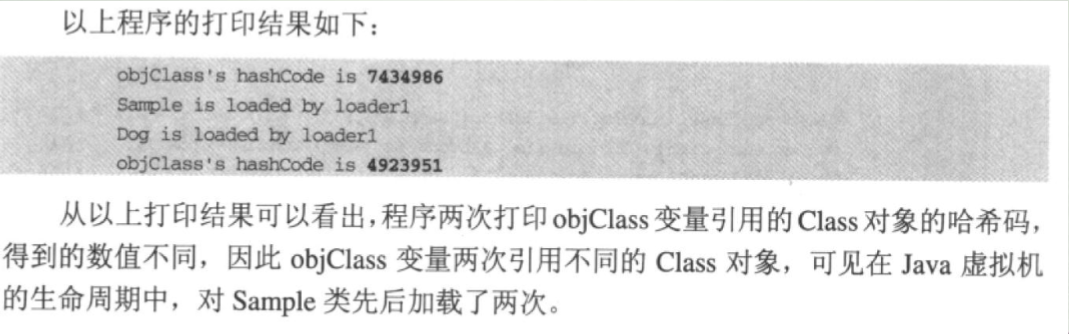 以上程序的打印结果如下：
objClass's hashCode is 7434986
Sample is loaded by loader1
Dog is loaded by loader1
objClass's hashCode is 4923951
从以上打印结果可以看出，程序两次打印 objClass 变量引用的 Class 对象的哈希码，
得到的数值不同，因此 objClass 变量两次引用不同的 Class 对象，可见在 Java 虚拟机
的生命周期中，对 Sample 类先后加载了两次。